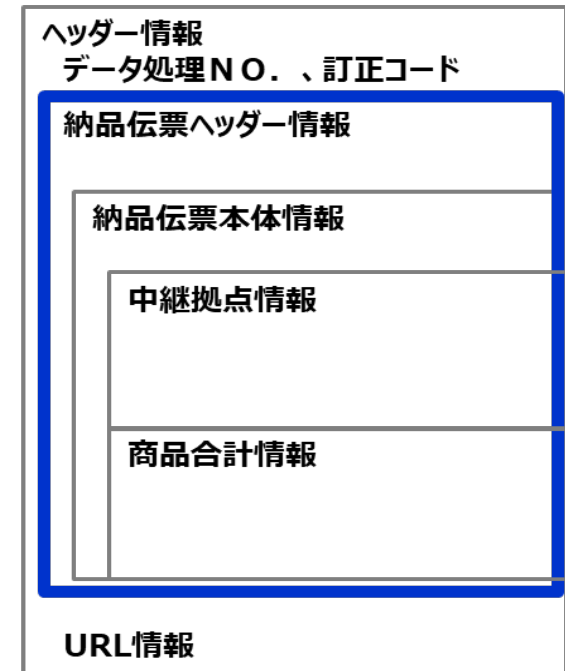 ヘッダー情報
データ処理ＮＯ．、訂正コード
納品伝票ヘッダー情報
納品伝票本体情報
中継拠点情報
商品合計情報
URL情報